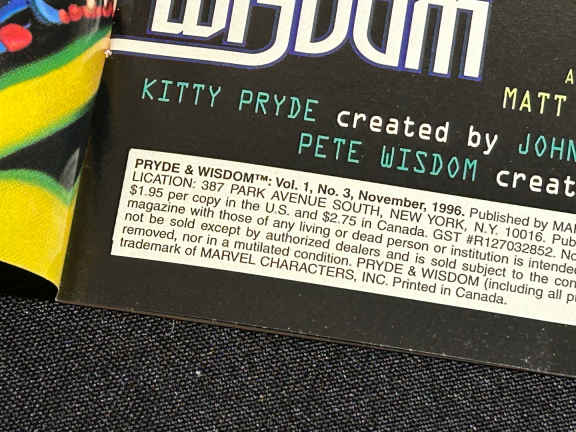 WISDOM
A
MATT
KITTY PRYDE created by JOHN
PETE WISDOM creat
PRYDE & WISDOM™: Vol. 1, No. 3, November, 1996. Published by MA
LICATION: 387 PARK AVENUE SOUTH, NEW YORK, N.Y. 10016. Pub
$1.95 per copy in the U.S. and $2.75 in Canada. GST #R127032852. No
magazine with those of any living or dead person or institution is intended
not be sold except by authorized dealers and is sold subject to the con
removed, nor in a mutilated condition. PRYDE & WISDOM (including all p
trademark of MARVEL CHARACTERS, INC. Printed in Canada.